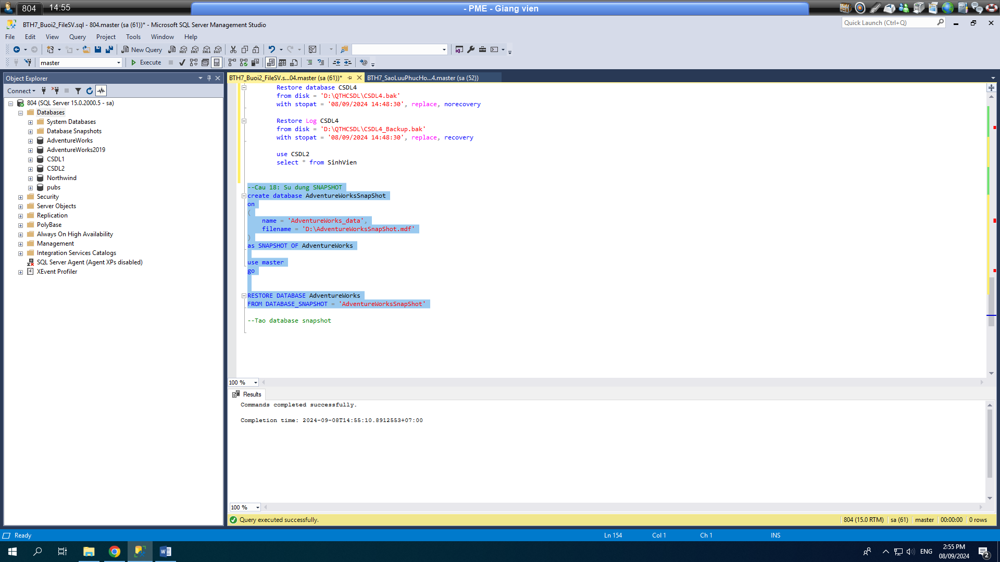 804
14:55
- PME - Giang vien
BTH7_Buoi2_FileSV.sql - 804.master (sa (61))* - Microsoft SQL Server Management Studio
Quick Launch (Ctrl+Q)
File Edit View Query Project Tools Window Help
New Query
MDX DMX XMLA DAX
master
Execute
Object Explorer
Connect
804 (SQL Server 15.0.2000.5 - sa)
Databases
System Databases
Database Snapshots
AdventureWorks
AdventureWorks2019
CSDL1
CSDL2
Northwind
pubs
Security
Server Objects
Replication
PolyBase
Always On High Availability
Management
Integration Services Catalogs
SQL Server Agent (Agent XPs disabled)
XEvent Profiler
BTH7_Buoi2_FileSV.s...04.master (sa (61))*
BTH7_SaoLuuPhucHo...4.master (sa (52))
Restore database CSDL4
from disk = 'D:\QTHCSDL\CSDL4.bak'
with stopat = '08/09/2024 14:48:30', replace, norecovery
Restore Log CSDL4
from disk = 'D:\QTHCSDL\CSDL4_Backup.bak'
with stopat = '08/09/2024 14:48:30', replace, recovery
use CSDL2
select * from SinhVien
--Cau 18: Su dung SNAPSHOT
create database AdventureWorksSnapShot
on
(
name = 'AdventureWorks_data',
filename = 'D:\AdventureWorksSnapShot.mdf'
)
as SNAPSHOT OF AdventureWorks
use master
go
RESTORE DATABASE AdventureWorks
FROM DATABASE_SNAPSHOT = 'AdventureWorksSnapShot'
--Tao database snapshot
100 %
Results
Commands completed successfully.
Completion time: 2024-09-08T14:55:10.8912553+07:00
100 %
Query executed successfully.
804 (15.0 RTM) sa (61) master 00:00:00 0 rows
Ready
Ln 154 Col 1 Ch 1 INS
ENG
2:55 PM
08/09/2024
2